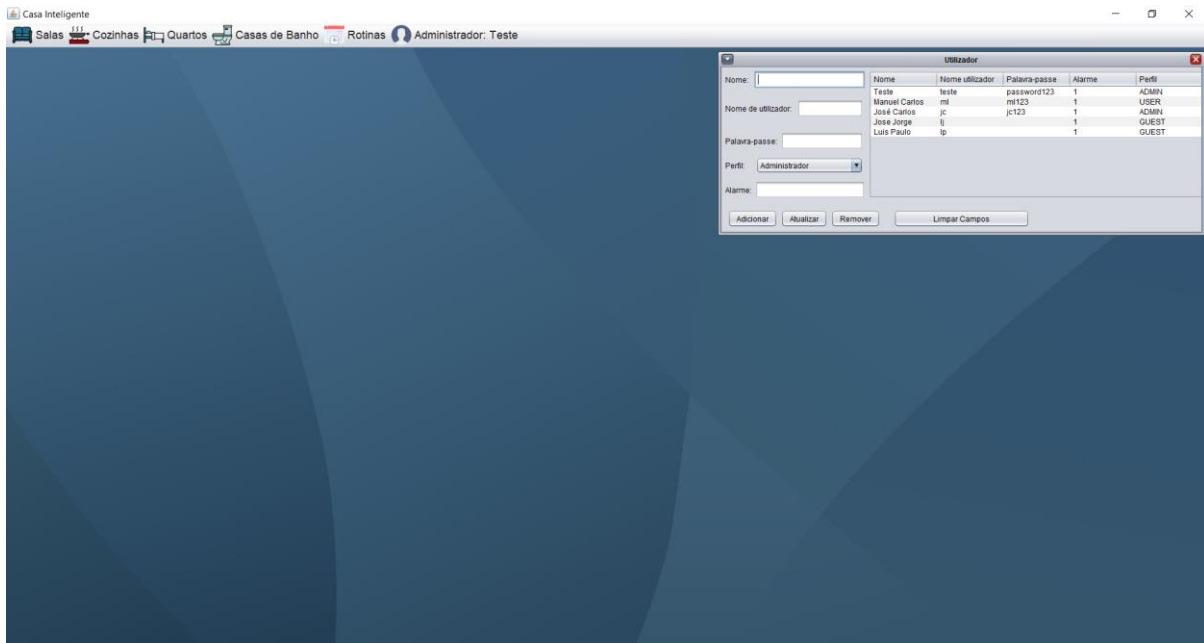 Casa Inteligente
Salas Cozinhas Quartos Casas de Banho Rotinas Administrador: Teste
Utilizador
Nome:
Nome de utilizador:
Palavra-passe:
Perfil: Administrador
Alarme:
Nome Nome utilizador Palavra-passe Alarme Perfil
Teste teste password123 1 ADMIN
Manuel Carlos ml ml123 1 USER
José Carlos jc jc123 1 ADMIN
Jose Jorge 1 GUEST
Luis Paulo lp 1 GUEST
Adicionar Atualizar Remover Limpar Campos